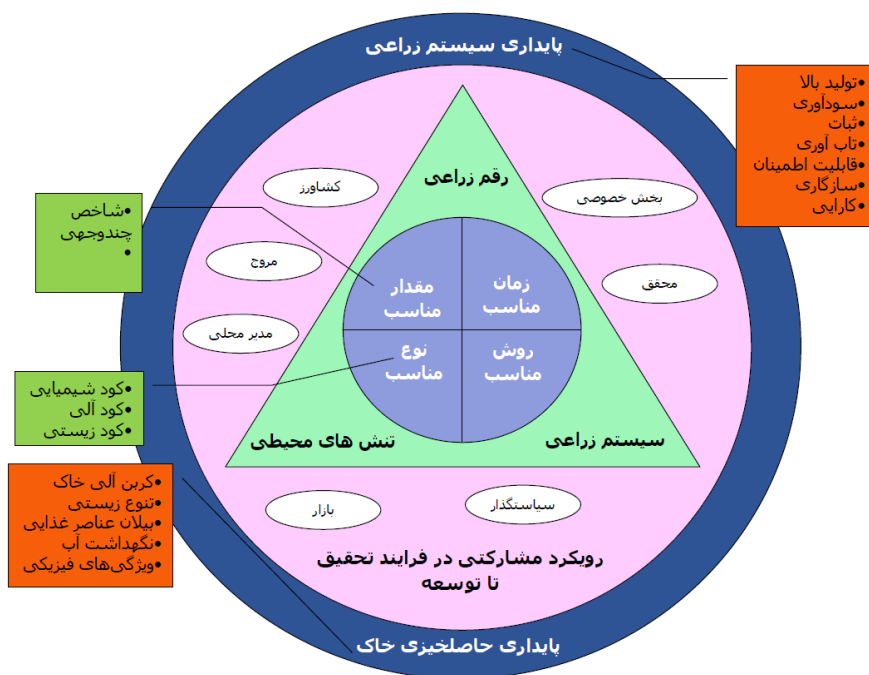 پایداری سیستم زراعی
•تولید بالا
•سودآوری
•ثبات
•تاب آوری
•قابلیت اطمینان
•سازگاری
•کارایی
رقم زراعی
کشاورز
بخش خصوصی
•شاخص
چندوجهی
•
مروج
محقق
زمان
مناسب
مقدار
مناسب
مدیر محلی
روش
مناسب
نوع
مناسب
•کود شیمیایی
•کود آلی
•کود زیستی
سیستم زراعی
تنش های محیطی
•کربن آلی خاک
•تنوع زیستی
•بیلان عناصر غذایی
•نگهداشت آب
•ویژگی‌های فیزیکی
سیاستگذار
بازار
رویکرد مشارکتی در فرایند تحقیق
تا توسعه
پایداری حاصلخیزی خاک